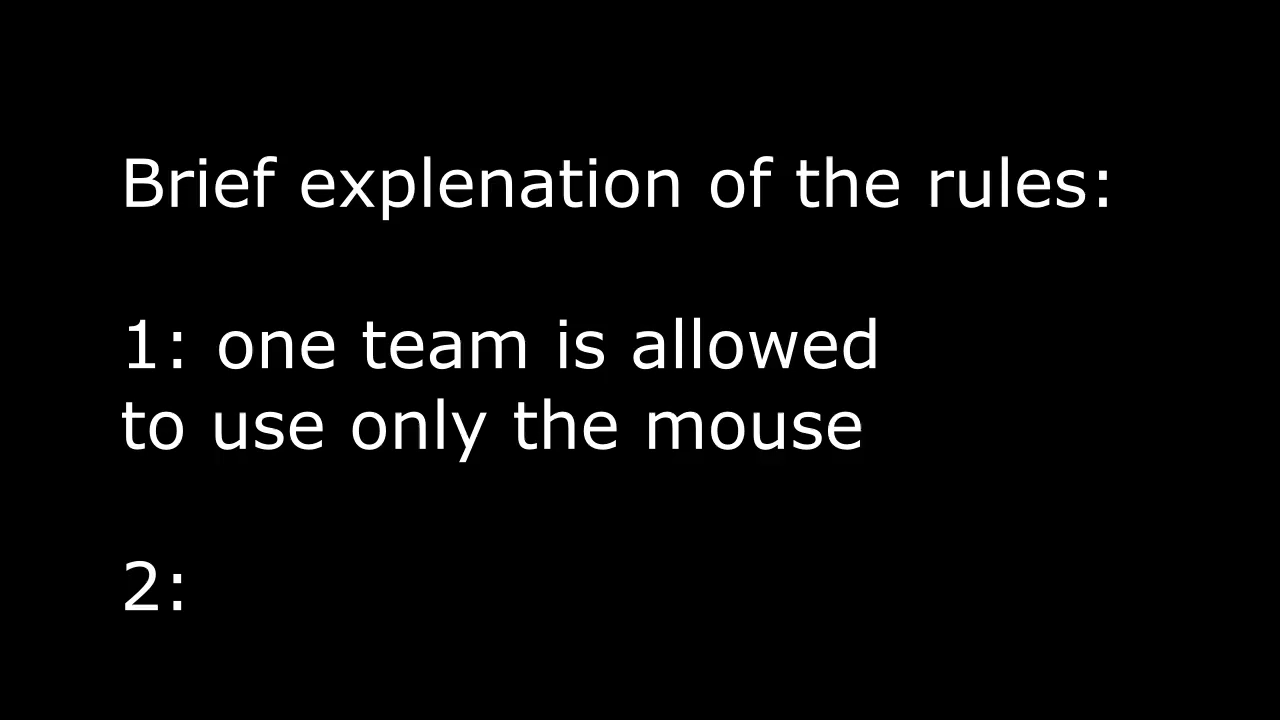 Brief explenation of the rules:
1: one team is allowed
to use only the mouse
2: